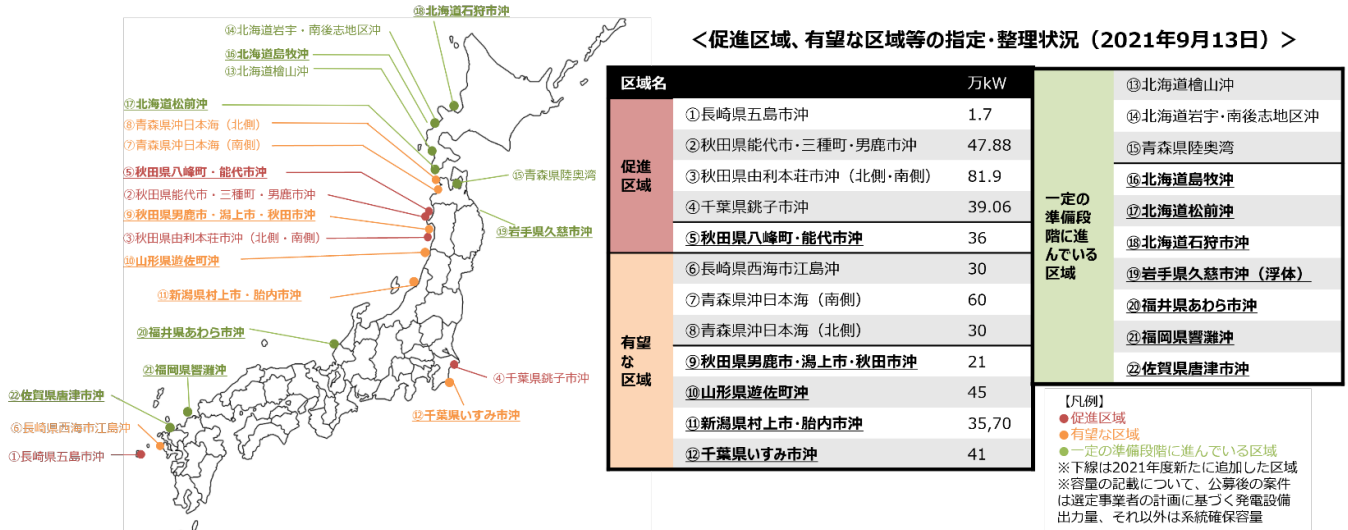 ⑱北海道石狩市沖
⑭北海道岩宇・南後志地区沖
⑯北海道島牧沖
⑬北海道檜山沖
⑰北海道松前沖
⑧青森県沖日本海（北側）
⑦青森県沖日本海（南側）
⑤秋田県八峰町・能代市沖
②秋田県能代市・三種町・男鹿市沖
⑨秋田県男鹿市・潟上市・秋田市沖
③秋田県由利本荘市沖（北側・南側）
⑩山形県遊佐町沖
⑪新潟県村上市・胎内市沖
⑳福井県あわら市沖
㉑福岡県響灘沖
㉒佐賀県唐津市沖
⑥長崎県西海市江島沖
①長崎県五島市沖
⑮青森県陸奥湾
⑲岩手県久慈市沖
④千葉県銚子市沖
⑫千葉県いすみ市沖
＜促進区域、有望な区域等の指定・整理状況（2021年9月13日）＞
区域名 万kW
促進
区域
①長崎県五島市沖 1.7
②秋田県能代市・三種町・男鹿市沖 47.88
③秋田県由利本荘市沖（北側・南側） 81.9
④千葉県銚子市沖 39.06
⑤秋田県八峰町・能代市沖 36
有望
な
区域
⑥長崎県西海市江島沖 30
⑦青森県沖日本海（南側） 60
⑧青森県沖日本海（北側） 30
⑨秋田県男鹿市・潟上市・秋田市沖 21
⑩山形県遊佐町沖 45
⑪新潟県村上市・胎内市沖 35,70
⑫千葉県いすみ市沖 41
一定の
準備段
階に進
んでいる
区域
⑬北海道檜山沖
⑭北海道岩宇・南後志地区沖
⑮青森県陸奥湾
⑯北海道島牧沖
⑰北海道松前沖
⑱北海道石狩市沖
⑲岩手県久慈市沖（浮体）
⑳福井県あわら市沖
㉑福岡県響灘沖
㉒佐賀県唐津市沖
【凡例】
●促進区域
●有望な区域
●一定の準備段階に進んでいる区域
※下線は2021年度新たに追加した区域
※容量の記載について、公募後の案件
は選定事業者の計画に基づく発電設備
出力量、それ以外は系統確保容量